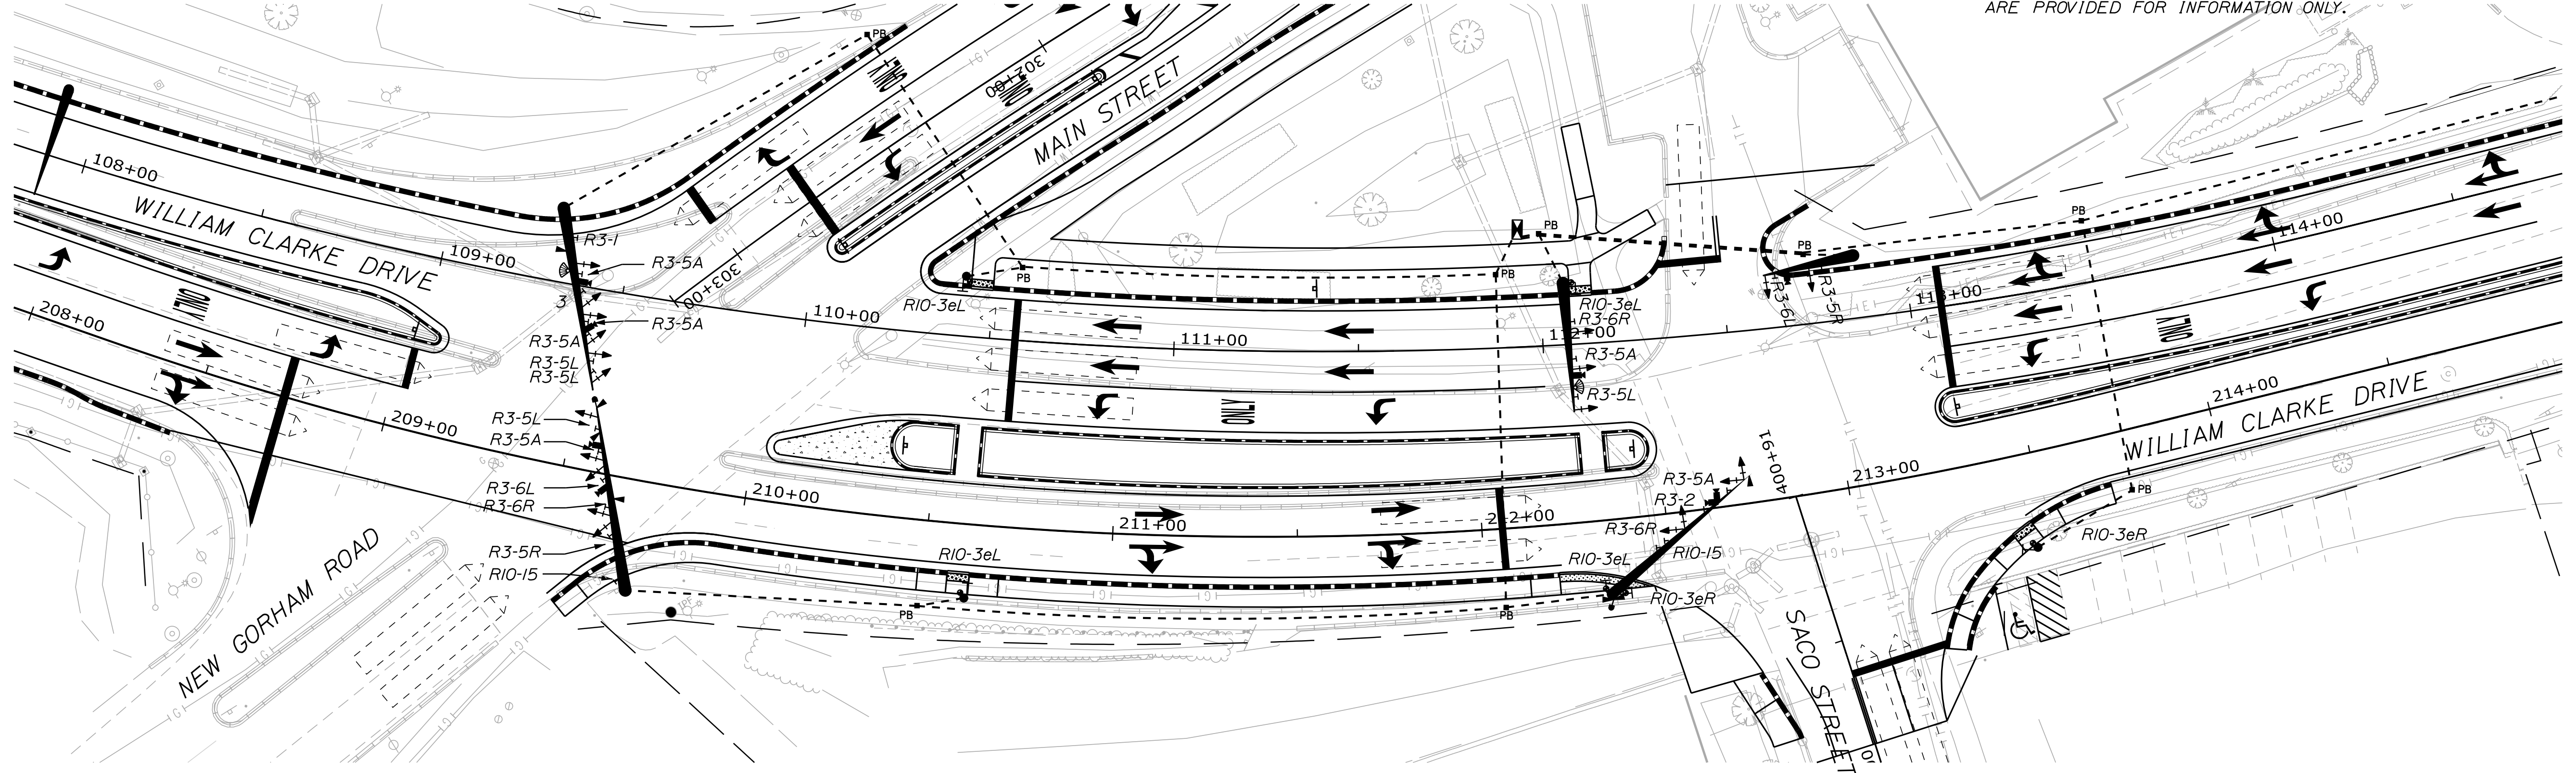 ARE PROVIDED FOR INFORMATION ONLY.
PB
ONLY
302+00
ONLY
MAIN STREET
108+00
WILLIAM CLARKE DRIVE
109+00
R3-1
R3-5A
3
303+00
R3-5A
R3-5A
R3-5L
R3-5L
208+00
ONLY
209+00
R3-5L
R3-5A
R3-6L
R3-6R
R3-5R
R10-15
NEW GORHAM ROAD
PB
R10-3eL
110+00
111+00
112+00
PB
PB
R10-3eL
R3-6R
R3-5A
R3-5L
ONLY
PB
R3-6L
R3-5R
PB
113+00
114+00
ONLY
210+00
211+00
212+00
213+00
214+00
WILLIAM CLARKE DRIVE
R3-5A
R3-2
R3-6R
R10-15
400+91
R10-3eL
R10-3eL
R10-3eR
PB
PB
PB
R10-3eR
SACO STREET